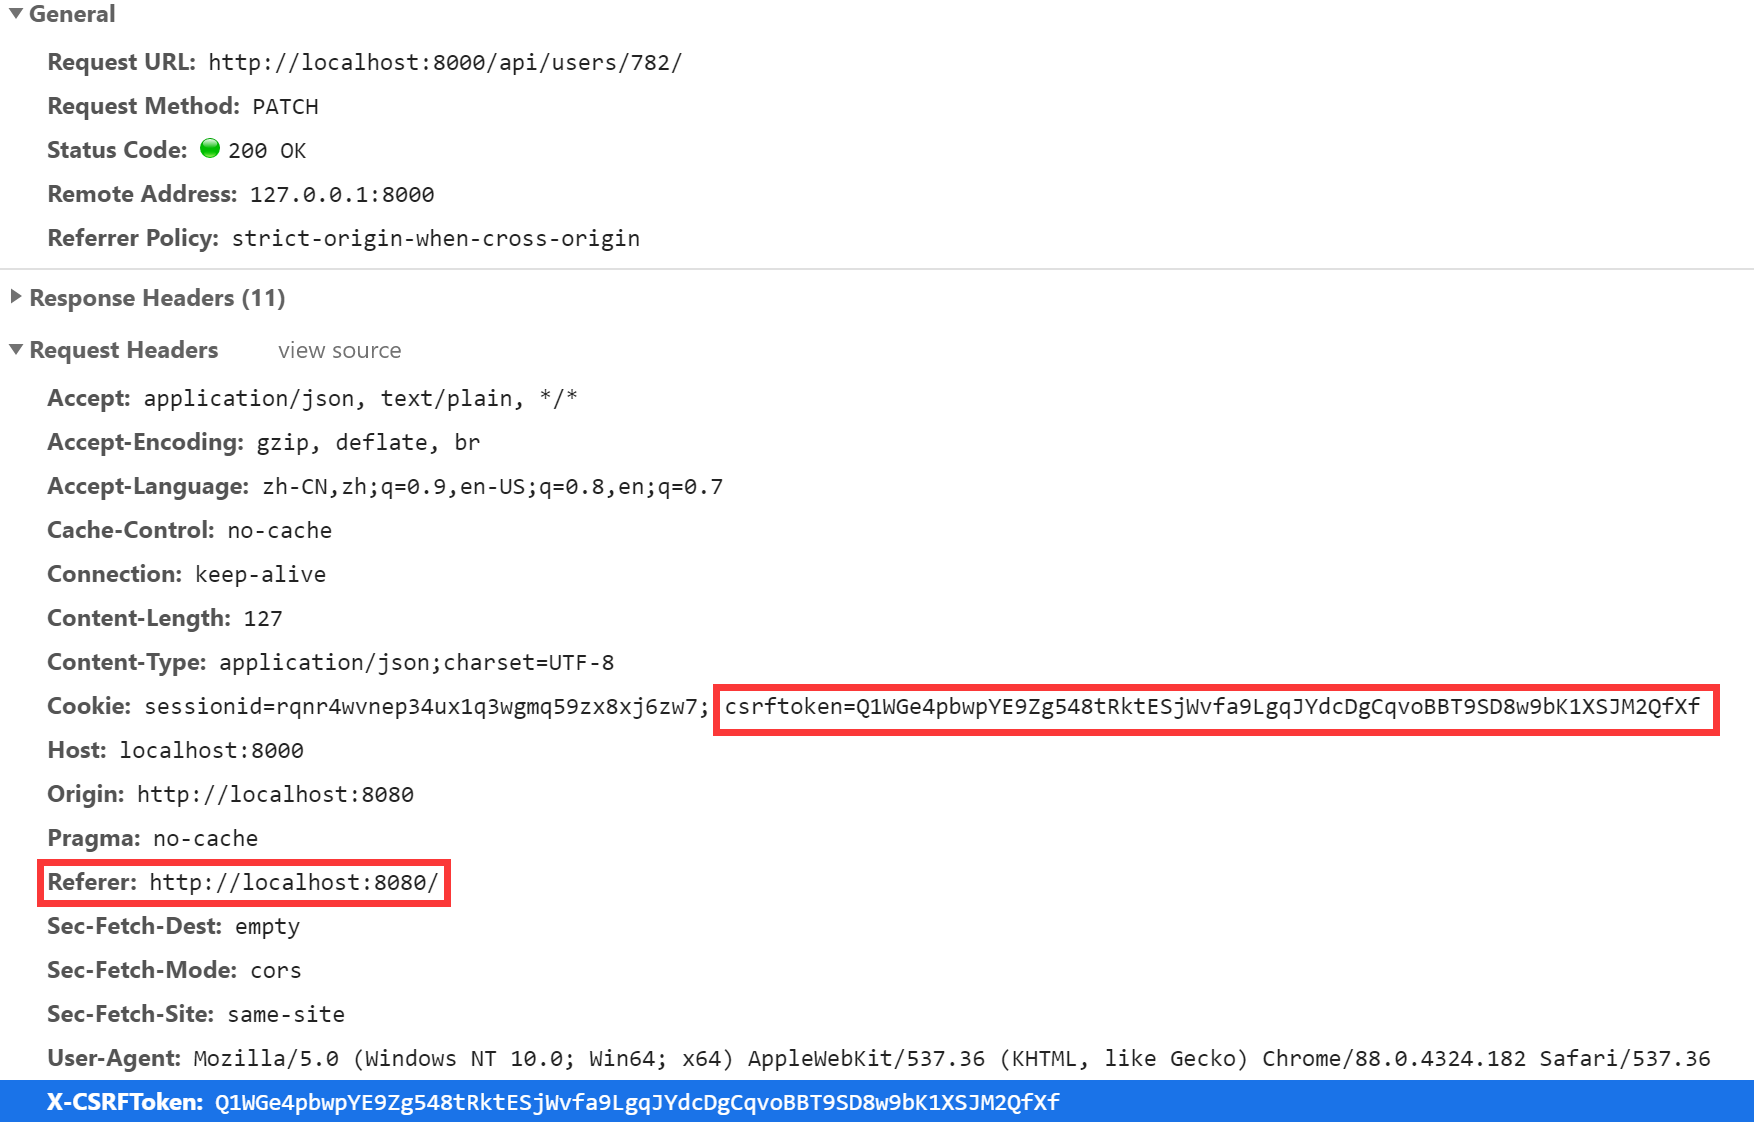 General
Request URL: http://localhost:8000/api/users/782/
Request Method: PATCH
Status Code: 200 OK
Remote Address: 127.0.0.1:8000
Referrer Policy: strict-origin-when-cross-origin
Response Headers (11)
Request Headers view source
Accept: application/json, text/plain, */*
Accept-Encoding: gzip, deflate, br
Accept-Language: zh-CN,zh;q=0.9,en-US;q=0.8,en;q=0.7
Cache-Control: no-cache
Connection: keep-alive
Content-Length: 127
Content-Type: application/json;charset=UTF-8
Cookie: sessionid=rqnr4wvnep34ux1q3wgmq59zx8xj6zw7; csrftoken=Q1WGe4pbwpYE9Zg548tRktESjWvfa9LgqJYdcDgCqvoBBT9SD8w9bK1XSJM2QfXf
Host: localhost:8000
Origin: http://localhost:8080
Pragma: no-cache
Referer: http://localhost:8080/
Sec-Fetch-Dest: empty
Sec-Fetch-Mode: cors
Sec-Fetch-Site: same-site
User-Agent: Mozilla/5.0 (Windows NT 10.0; Win64; x64) AppleWebKit/537.36 (KHTML, like Gecko) Chrome/88.0.4324.182 Safari/537.36
X-CSRFToken: Q1WGe4pbwpYE9Zg548tRktESjWvfa9LgqJYdcDgCqvoBBT9SD8w9bK1XSJM2QfXf